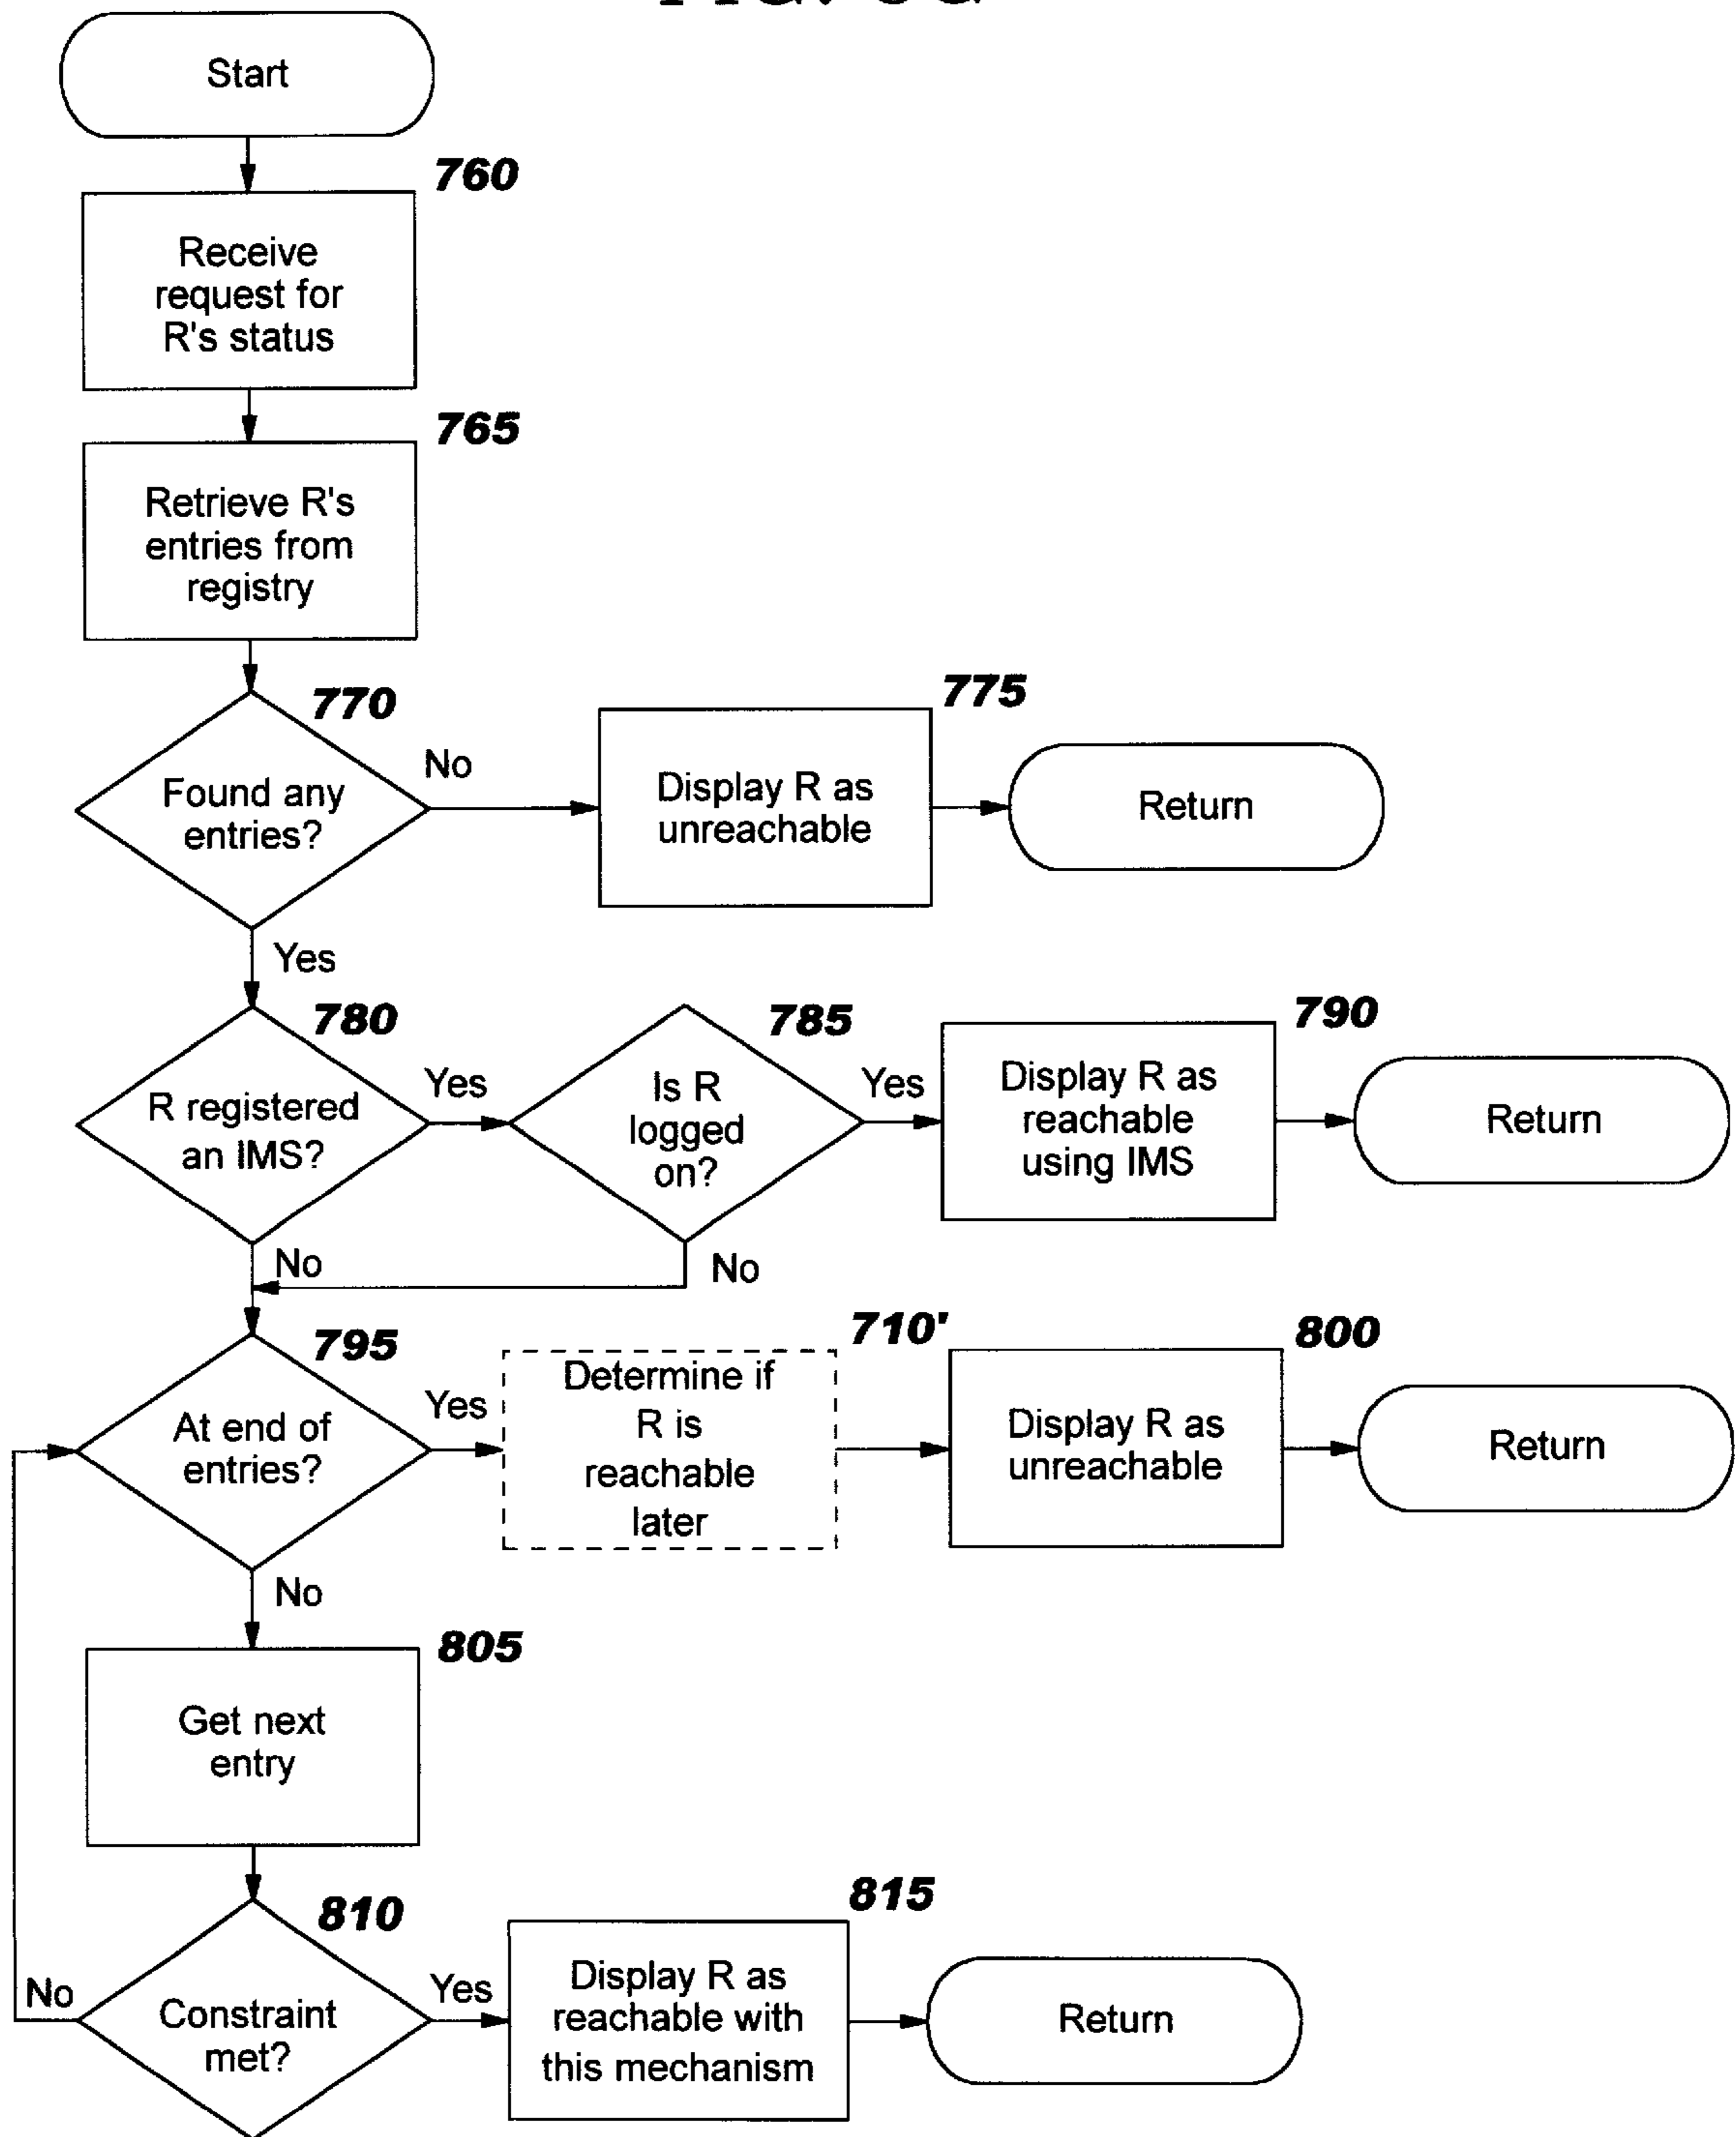 Start
760
Receive
request for
R's status
765
Retrieve R's
entries from
registry
770
Found any
entries?
No
775
Display R as
unreachable
Return
Yes
780
R registered
an IMS?
Yes
785
Is R
logged
on?
Yes
790
Display R as
reachable
using IMS
Return
No
No
795
At end of
entries?
Yes
710'
Determine if
R is
reachable
later
800
Display R as
unreachable
Return
No
805
Get next
entry
810
Constraint
met?
No
Yes
815
Display R as
reachable with
this mechanism
Return